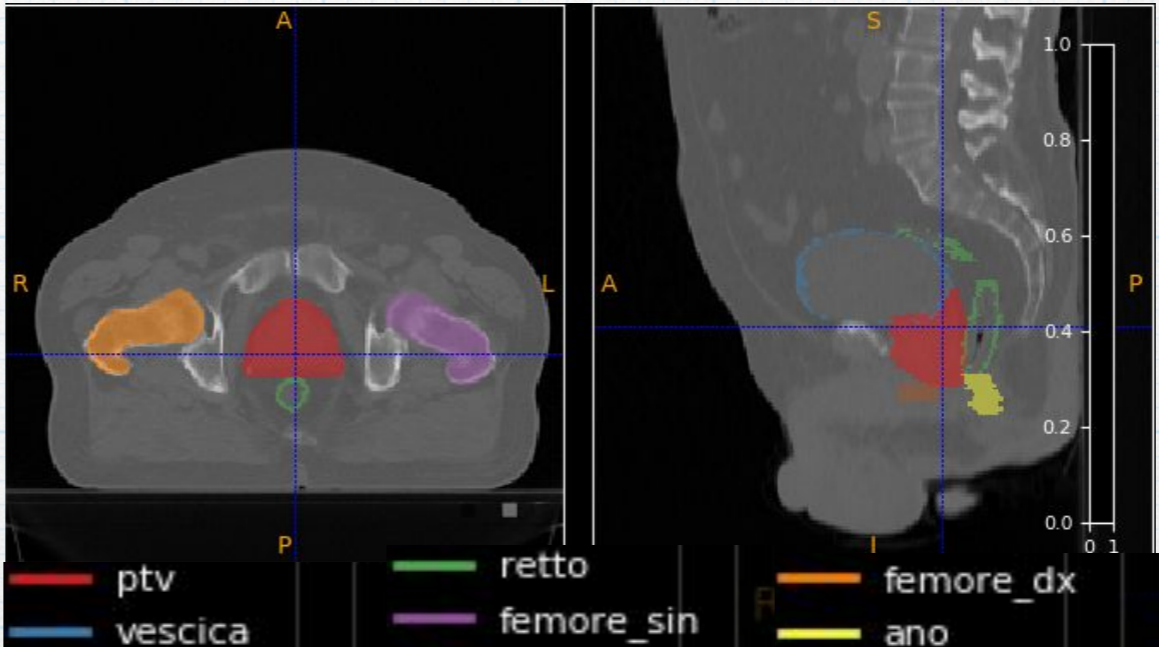 A
S
1.0
0.8
0.6
R
L
A
P
0.4
0.2
0.0
P
I
0 1
ptv
retto
femore_dx
vescica
femore_sin
ano